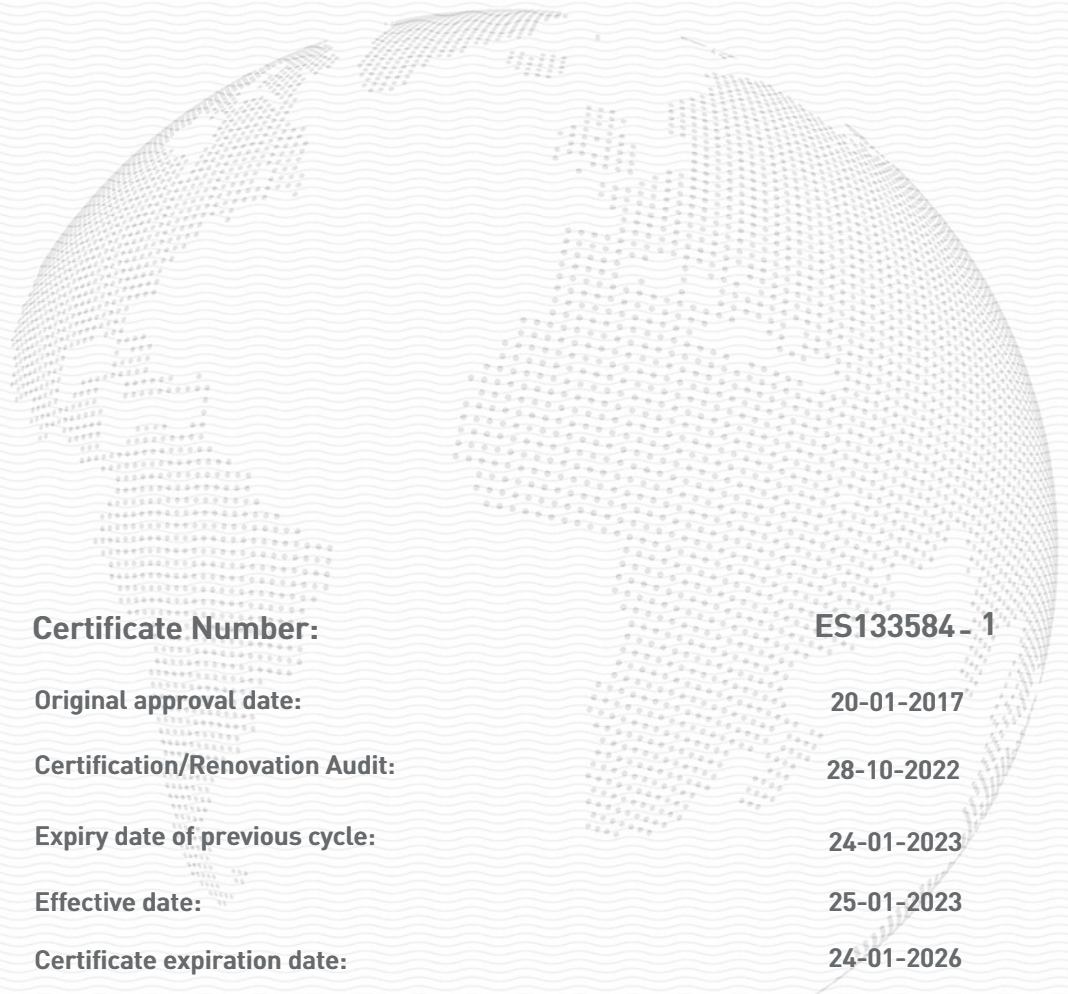 Certificate Number: ES133584- 1
Original approval date: 20-01-2017
Certification/Renovation Audit: 28-10-2022
Expiry date of previous cycle: 24-01-2023
Effective date: 25-01-2023
Certificate expiration date: 24-01-2026